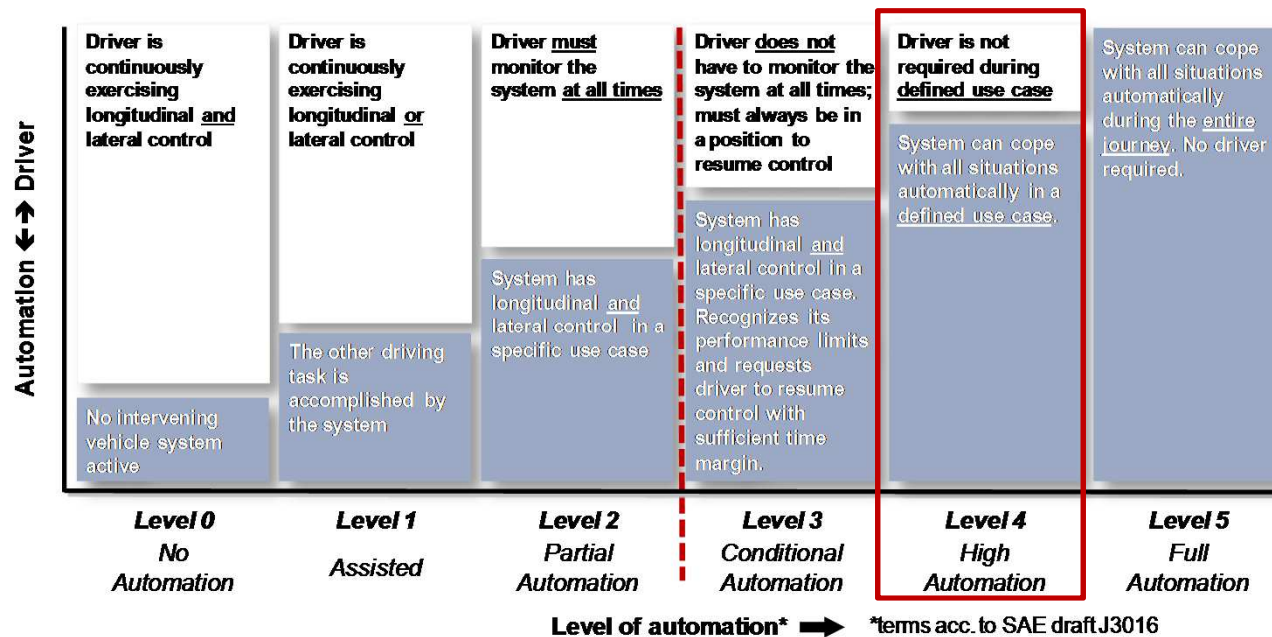 Automation ←→ Driver
Driver is
continuously
exercising
longitudinal and
lateral control
No intervening
vehicle system
active
Driver is
continuously
exercising
longitudinal or
lateral control
The other driving
task is
accomplished by
the system
Driver must
monitor the
system at all times
System has
longitudinal and
lateral control in a
specific use case
Driver does not
have to monitor the
system at all times;
must always be in
a position to
resume control
System has
longitudinal and
lateral control in a
specific use case.
Recognizes its
performance limits
and requests
driver to resume
control with
sufficient time
margin.
Driver is not
required during
defined use case
System can cope
with all situations
automatically in a
defined use case.
System can cope
with all situations
automatically
during the entire
journey. No driver
required.
Level 0
No
Automation
Level 1
Assisted
Level 2
Partial
Automation
Level 3
Conditional
Automation
Level 4
High
Automation
Level 5
Full
Automation
Level of automation* → *terms acc. to SAE draft J3016